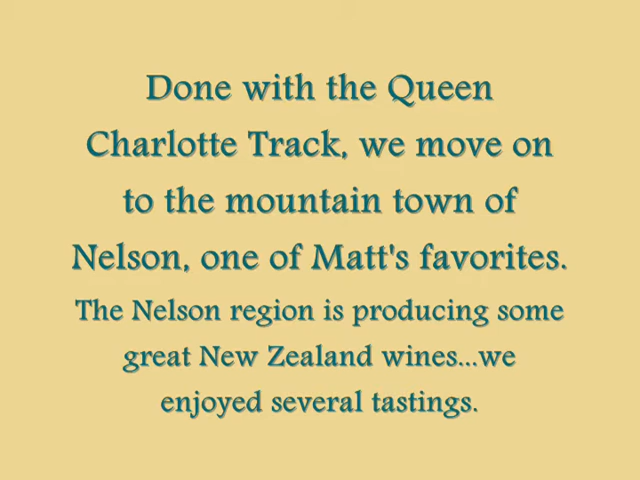 Done with the Queen
Charlotte Track, we move on
to the mountain town of
Nelson, one of Matt's favorites.
The Nelson region is producing some
great New Zealand wines...we
enjoyed several tastings.